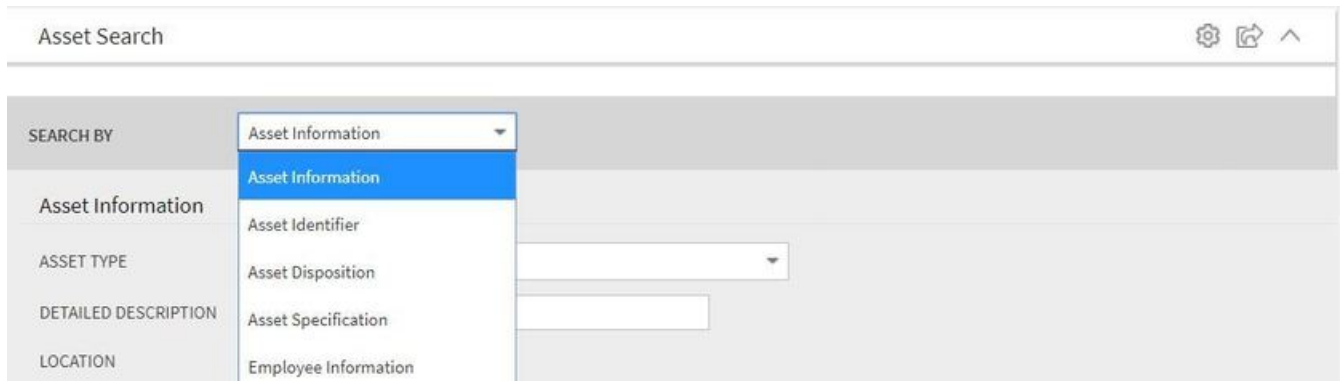 Asset Search
SEARCH BY
Asset Information
Asset Information
Asset Information
Asset Identifier
ASSET TYPE
Asset Disposition
DETAILED DESCRIPTION
Asset Specification
LOCATION
Employee Information